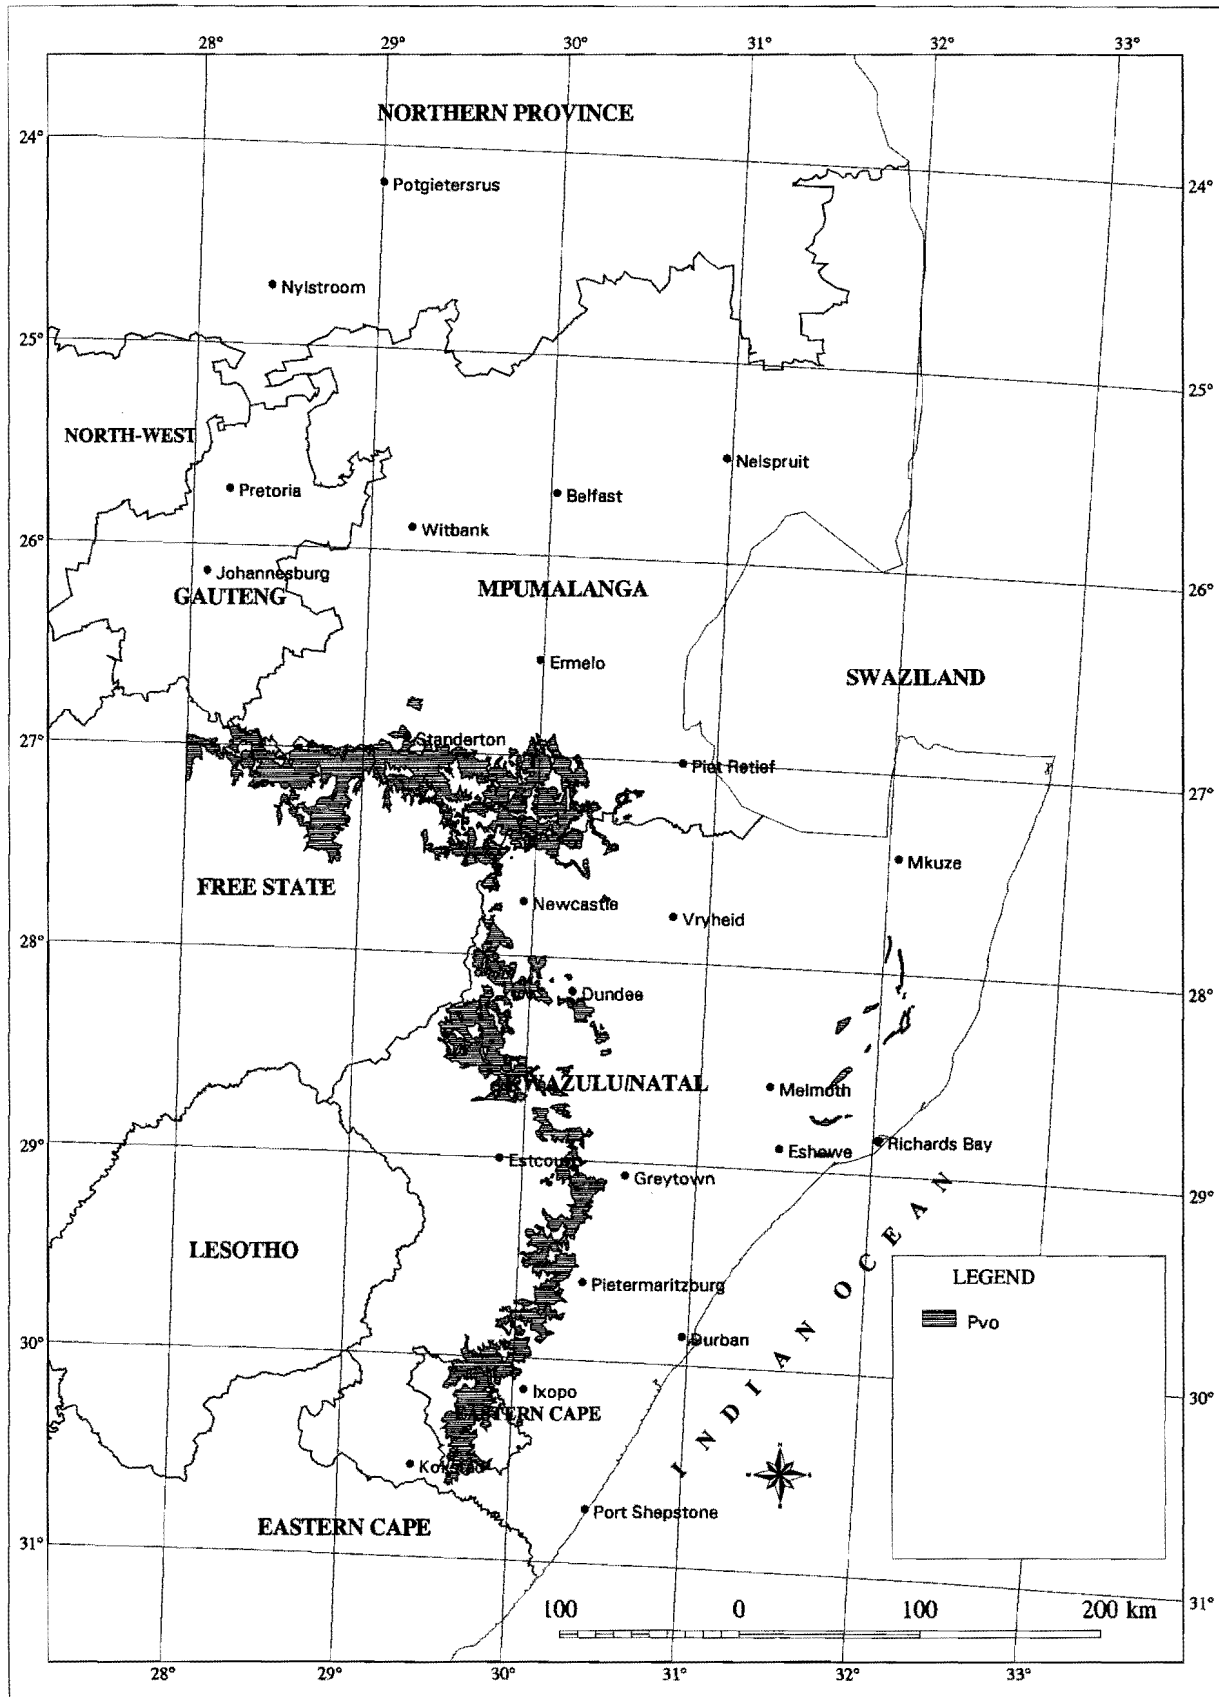 28° 29° 30° 31° 32° 33°
NORTHERN PROVINCE
24°
Potgietersrus
24°
Nylstroom
25°
25°
NORTH-WEST
Nelspruit
Pretoria
Belfast
Witbank
26°
Johannesburg
GAUTENG
MPUMALANGA
26°
Ermelo
SWAZILAND
Standerton
27°
Piet Retief
27°
Mkuze
FREE STATE
Newcastle
Vryheid
28°
Dundee
28°
KWAZULU/NATAL
Melmoth
29°
Richards Bay
Eshowe
Estcourt
Greytown
29°
LESOTHO
INDIAN OCEAN
LEGEND
Pvo
Pietermaritzburg
30°
Durban
Ixopo
30°
EASTERN CAPE
Kokstad
Port Shepstone
EASTERN CAPE
31°
31°
100 0 100 200 km
28° 29° 30° 31° 32° 33°